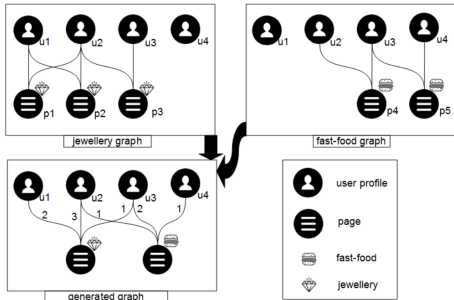 u1 u2 u3 u4
p1 p2 p3
jewellery graph
u1 u2 u3 u4
p4 p5
fast-food graph
u1 u2 u3 u4
2 3 1 1 2 1
generated graph
user profile
page
fast-food
jewellery